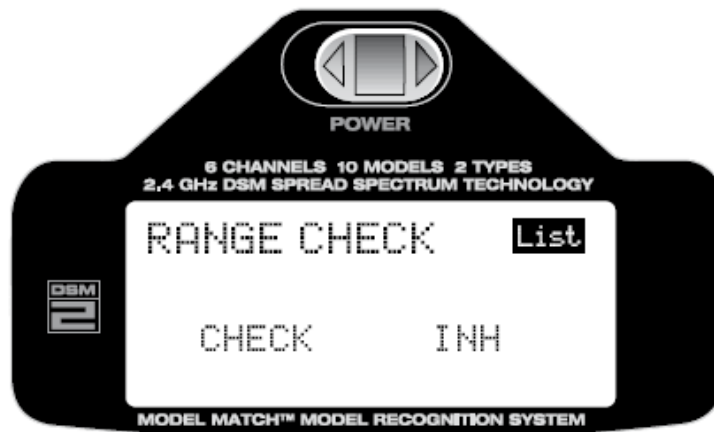 POWER
6 CHANNELS 10 MODELS 2 TYPES
2.4 GHz DSM SPREAD SPECTRUM TECHNOLOGY
RANGE CHECK List
DSM
2
CHECK INH
MODEL MATCH™ MODEL RECOGNITION SYSTEM